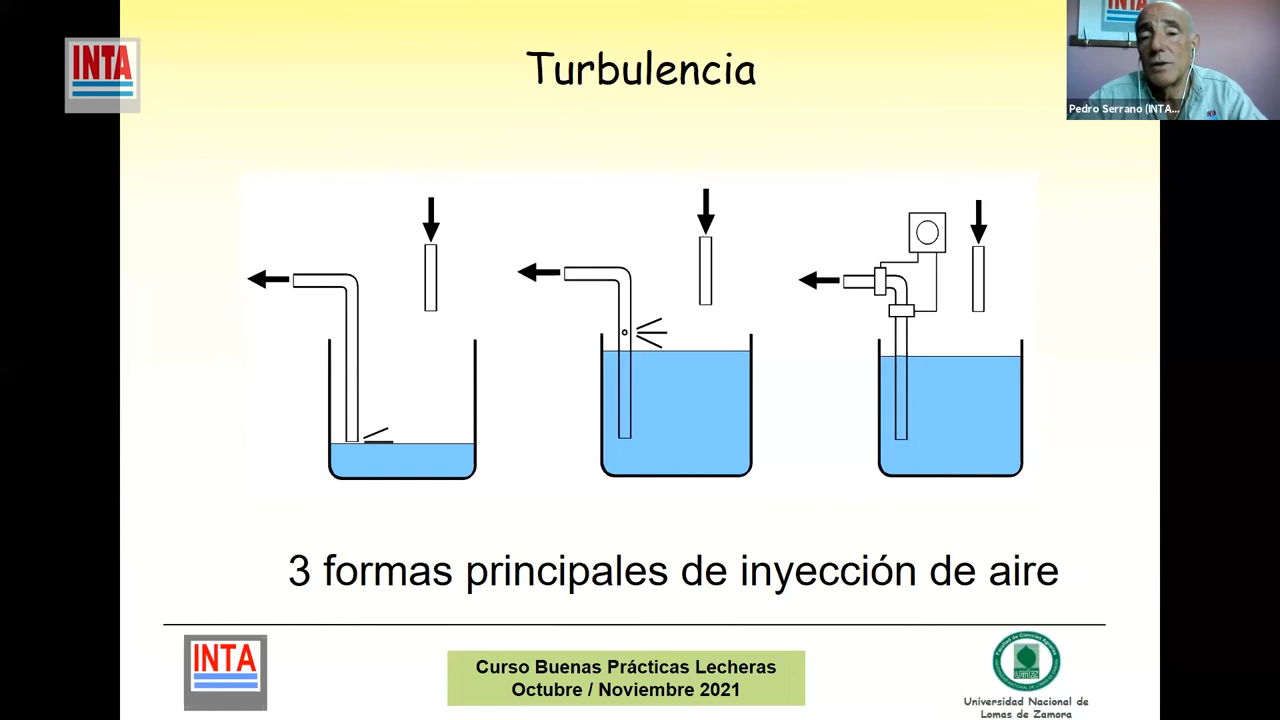 INTA
Turbulencia
INTA
Pedro Serrano (INTA...
3 formas principales de inyección de aire
INTA
Curso Buenas Prácticas Lecheras
Octubre / Noviembre 2021
Universidad Nacional de
Lomas de Zamora